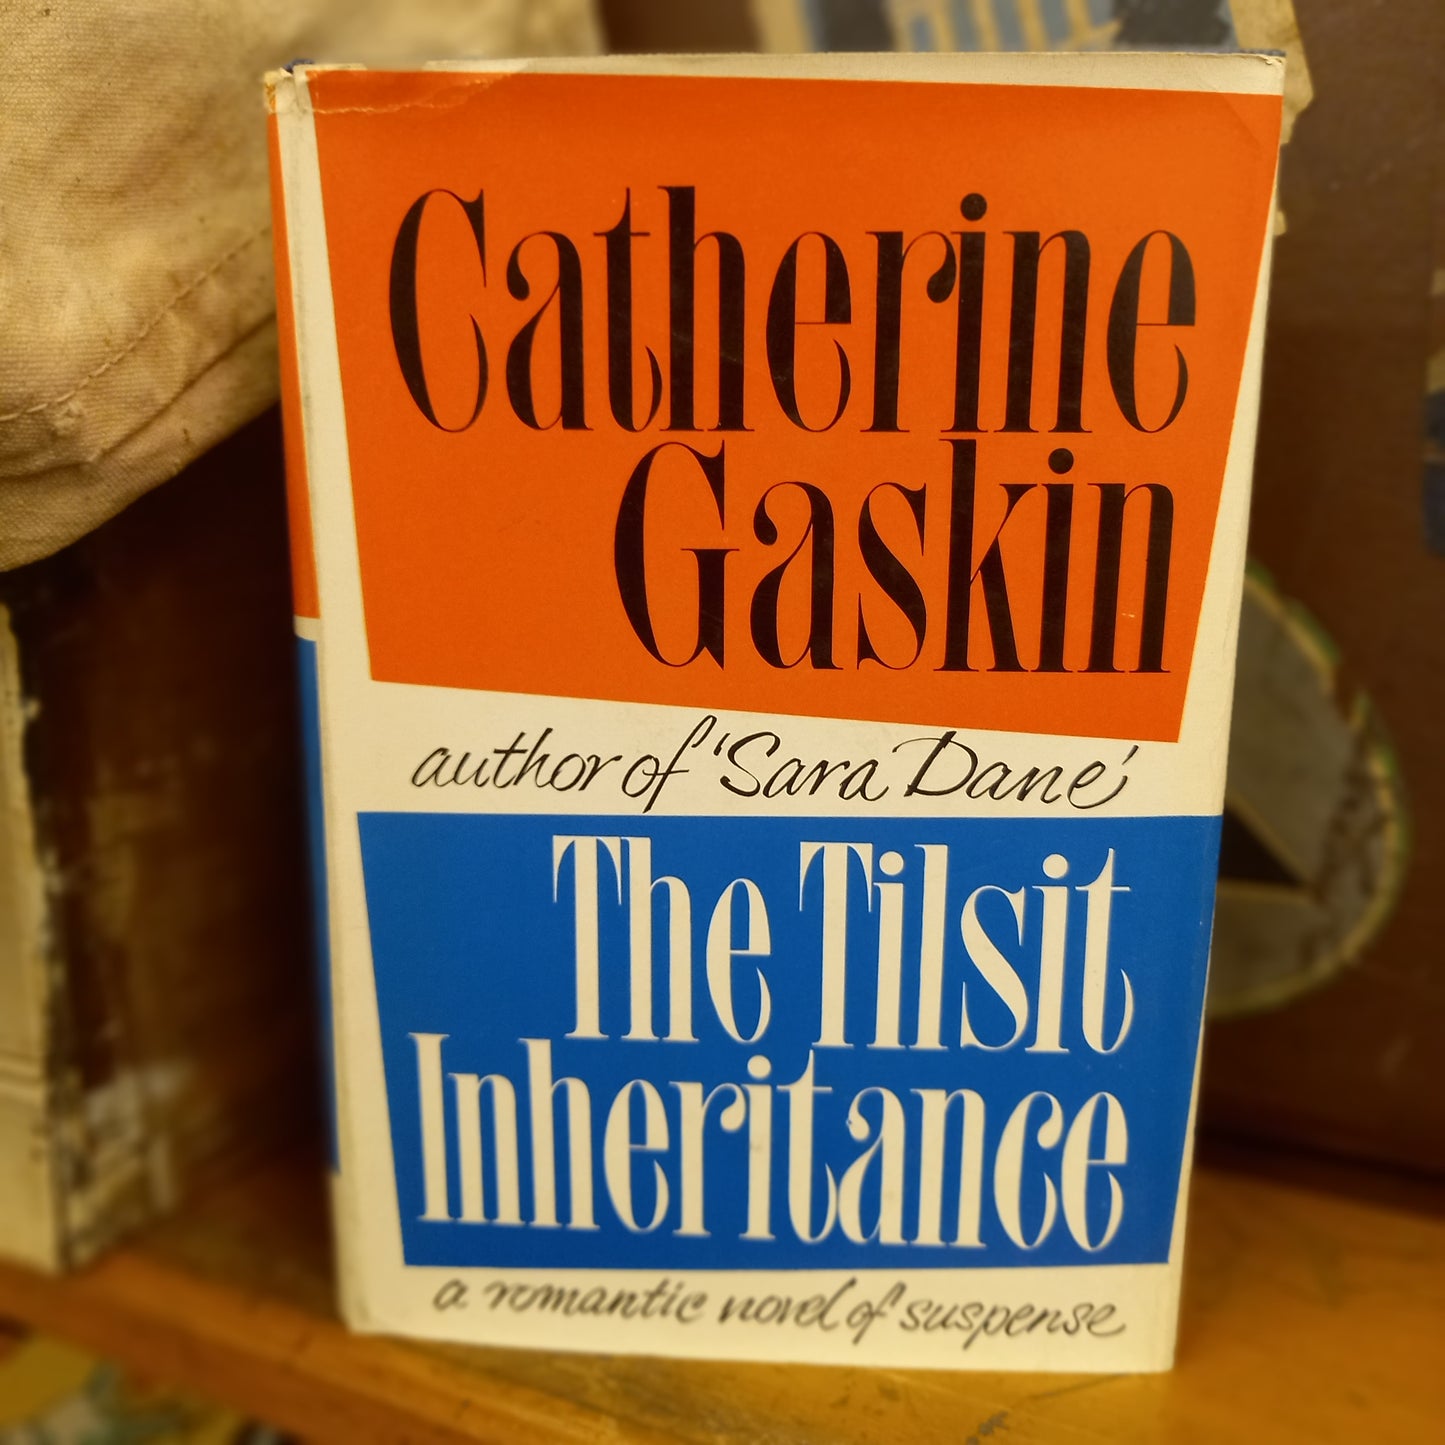 Catherine
Gaskin
author of 'Sara Dane'
The Tilsit
Inheritance
a romantic novel of suspense